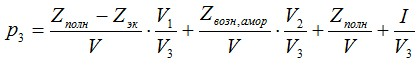 p₃ = (Z_полн − Z_эк)/V · V₁/V₃ + Z_возн,амор/V · V₂/V₃ + Z_полн/V + I/V₃